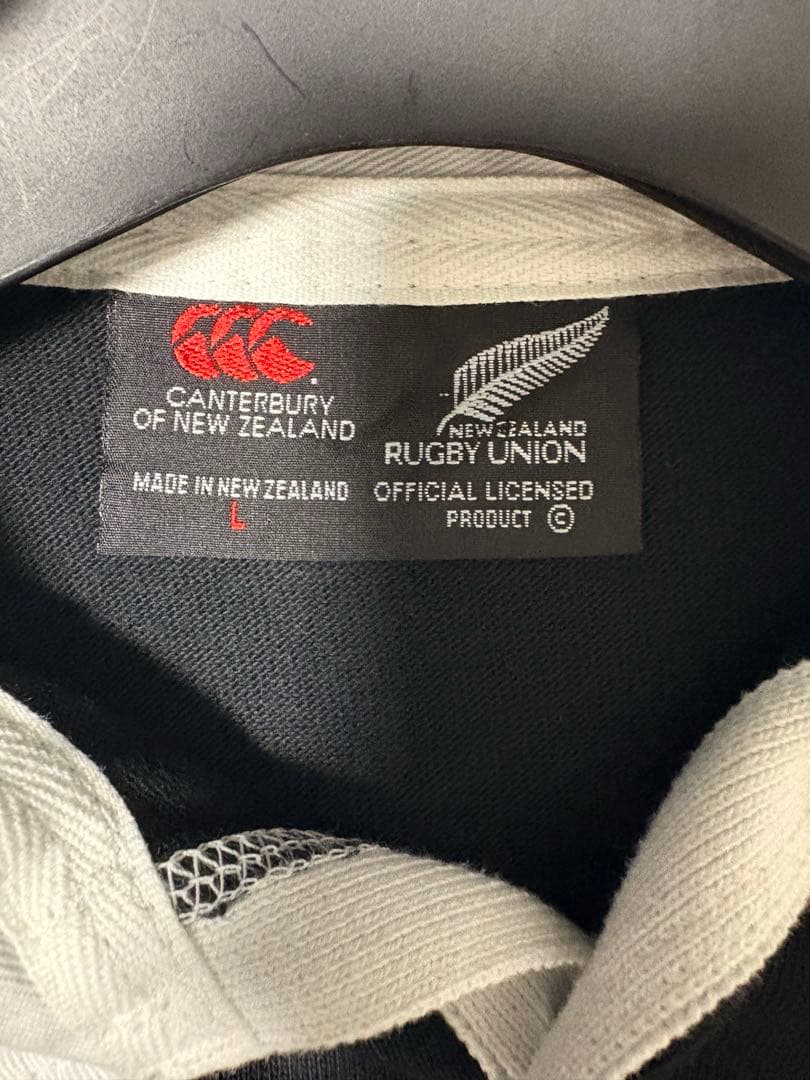 CANTERBURY
OF NEW ZEALAND
MADE IN NEW ZEALAND
L
NEW ZEALAND
RUGBY UNION
OFFICIAL LICENSED
PRODUCT ©